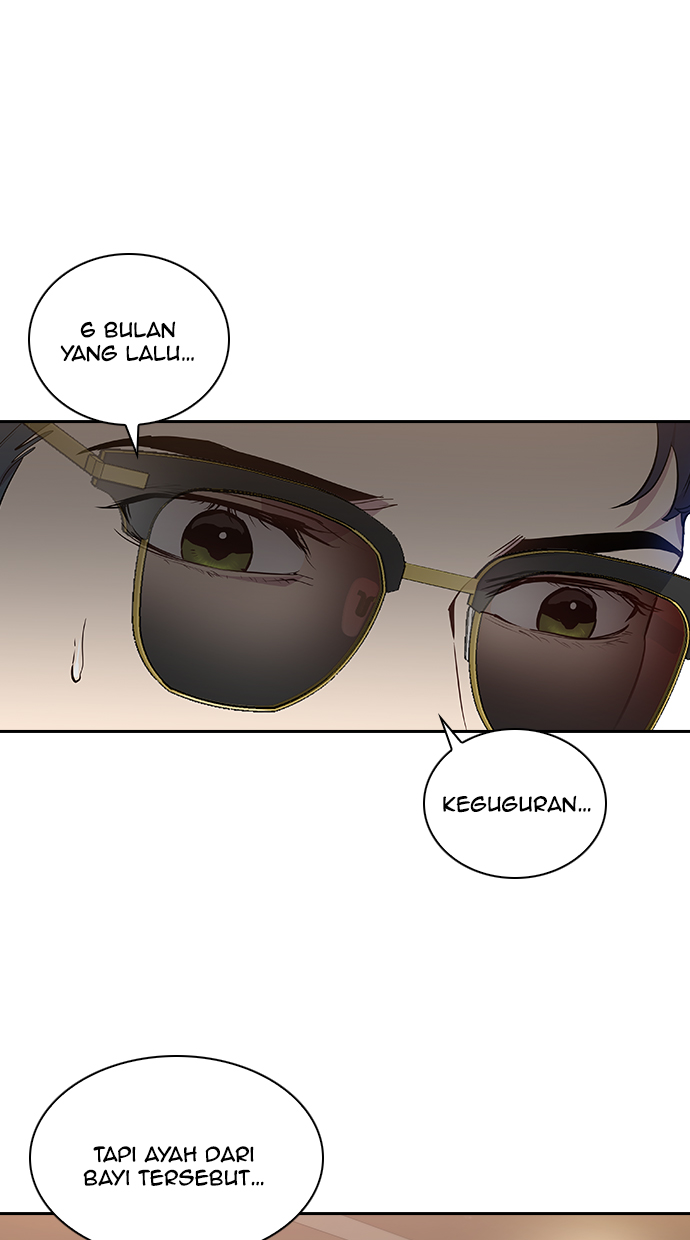 6 BULAN
YANG LALU...
KEGUGURAN...
TAPI AYAH DARI
BAYI TERSEBUT...